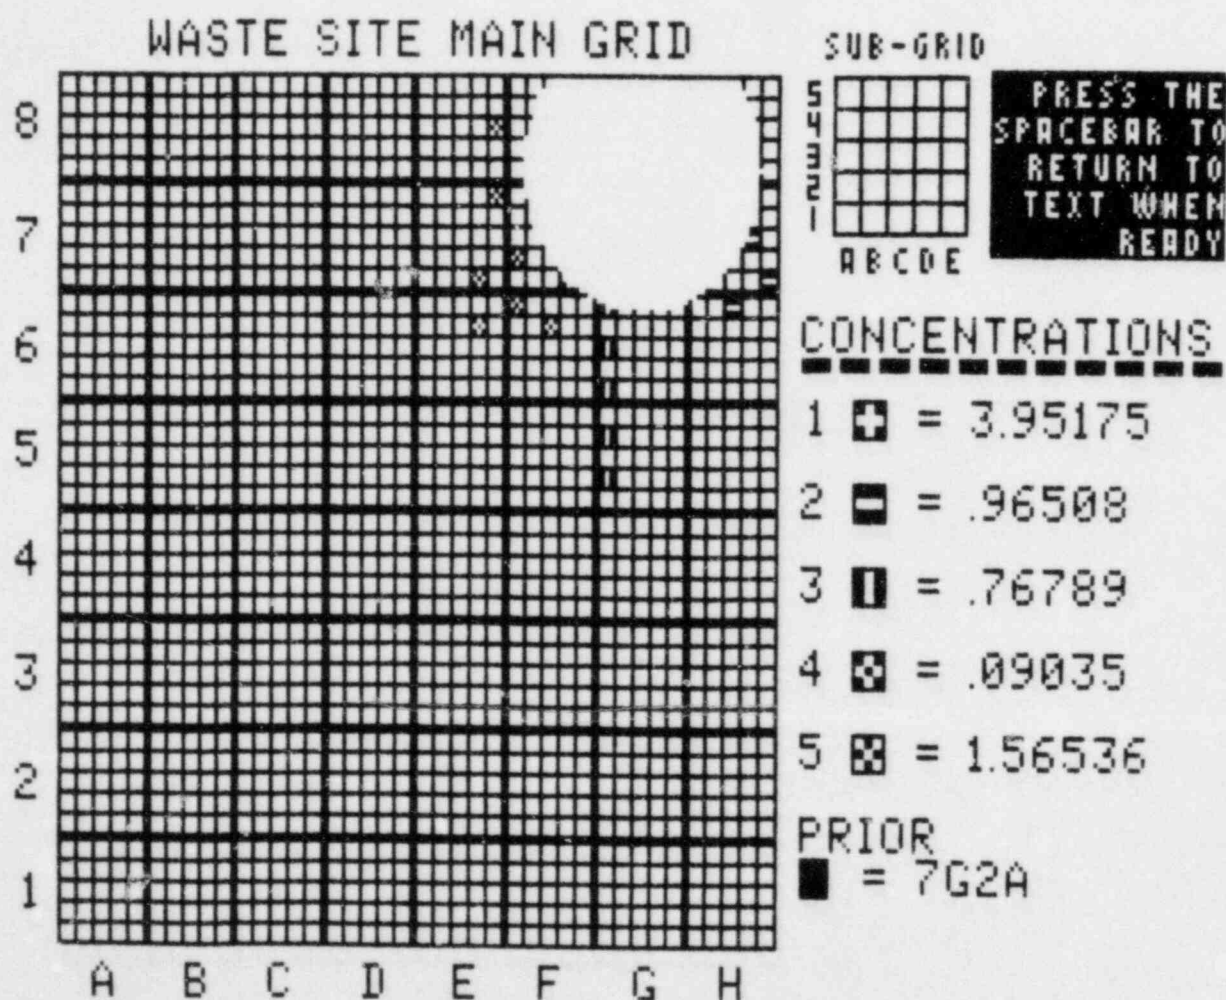 WASTE SITE MAIN GRID
8
7
6
5
4
3
2
1
A B C D E F G H
SUB-GRID
5
4
3
2
1
A B C D E
PRESS THE
SPACEBAR TO
RETURN TO
TEXT WHEN
READY
CONCENTRATIONS
1 = 3.95175
2 = .96508
3 = .76789
4 = .09035
5 = 1.56536
PRIOR
= 7G2A